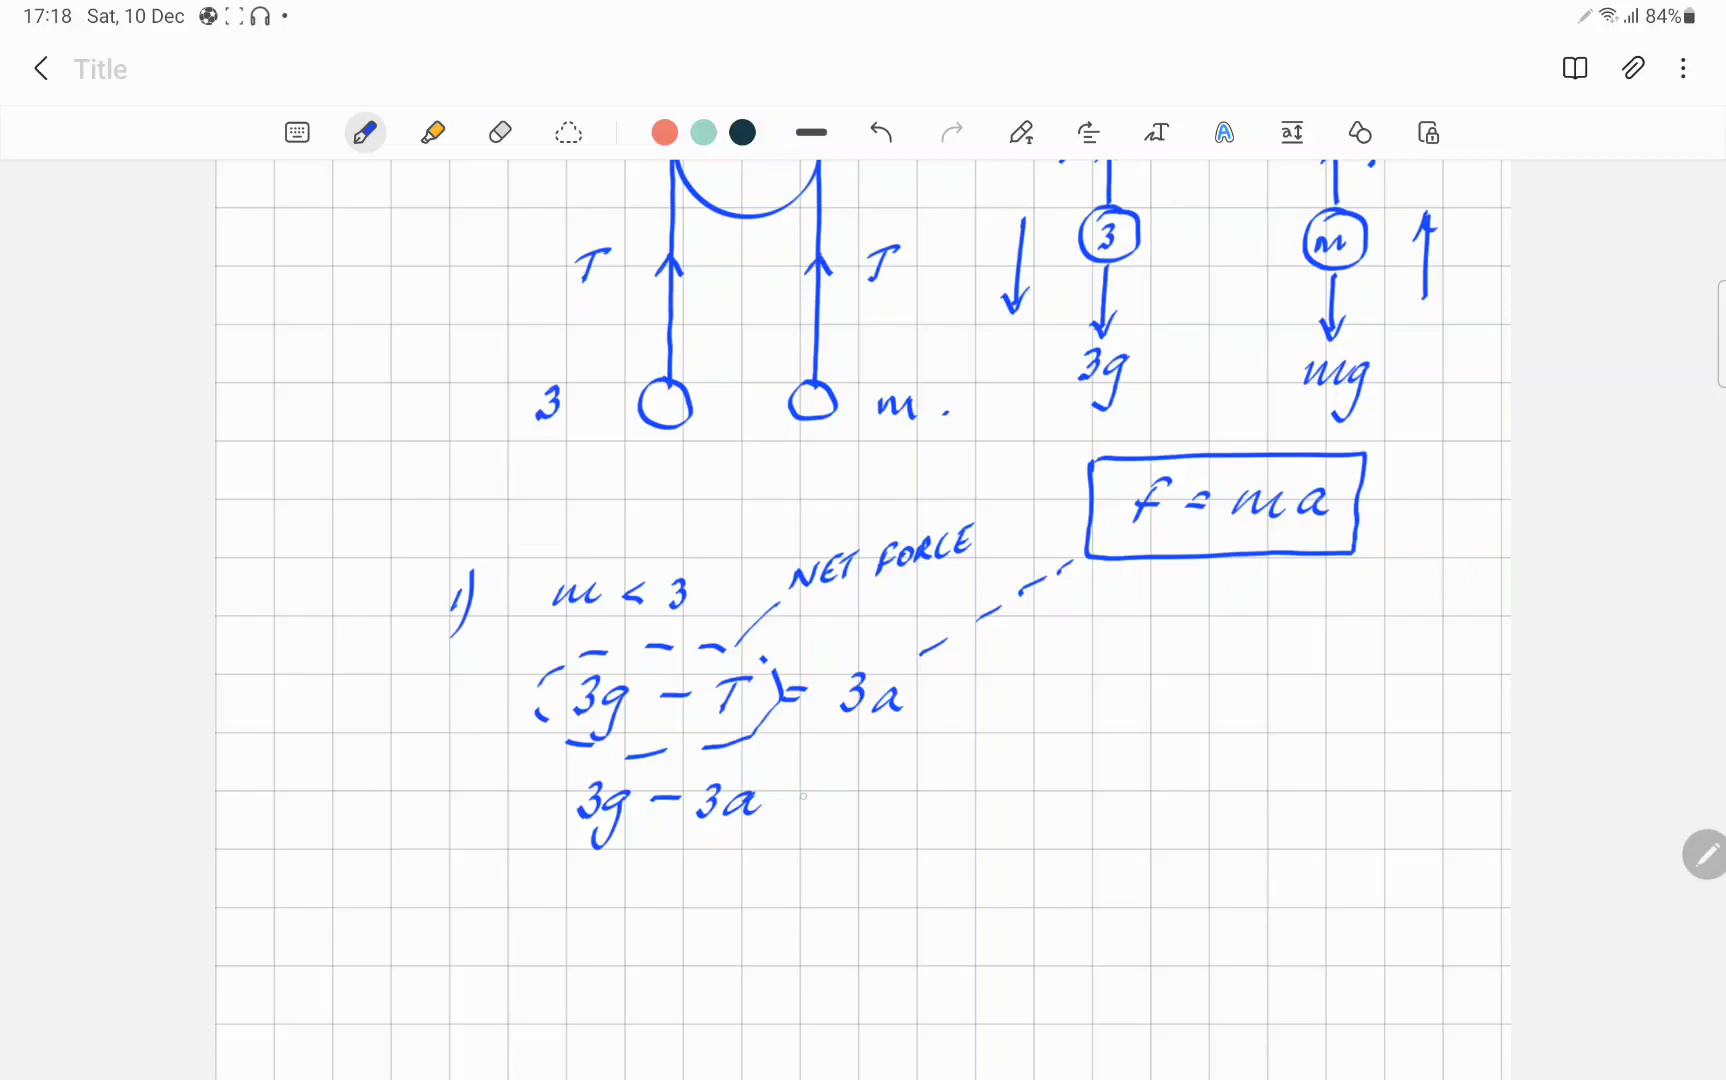 17:18 Sat, 10 Dec 84%
Title
T T 3 m
3 m . 3g mg
f = ma
NET FORCE
1) m < 3
(3g - T) = 3a
3g - 3a